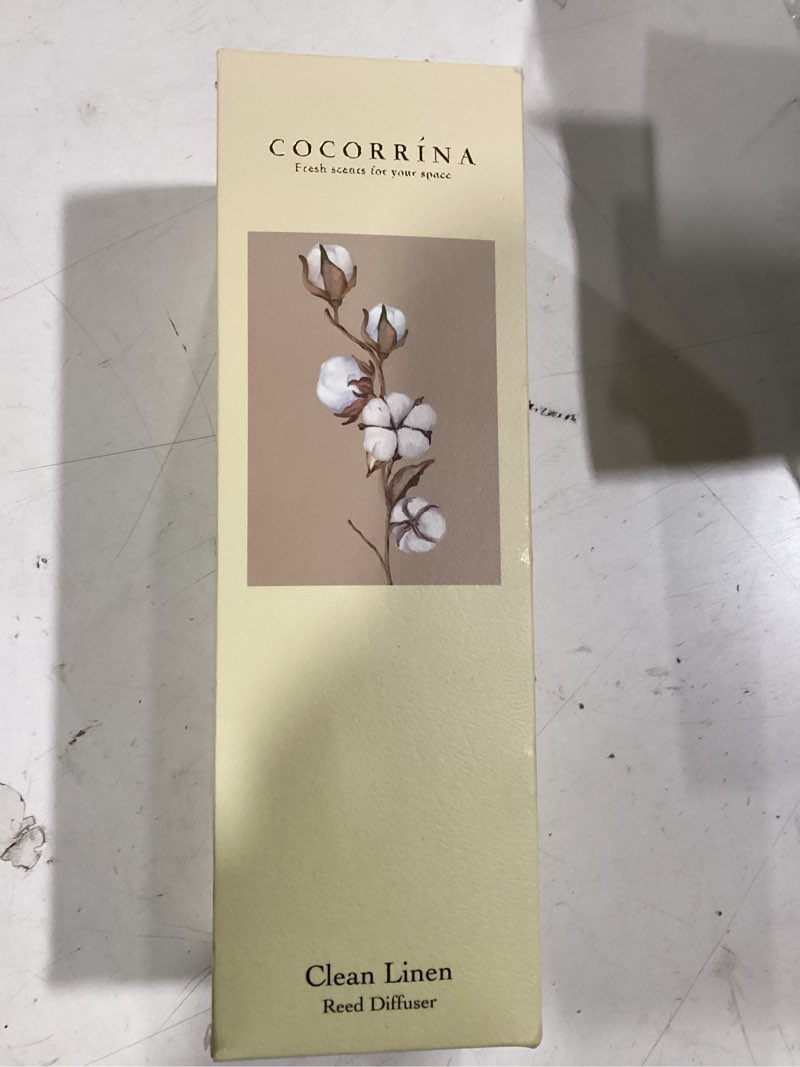 COCORRÍNA
Fresh scents for your space
Clean Linen
Reed Diffuser